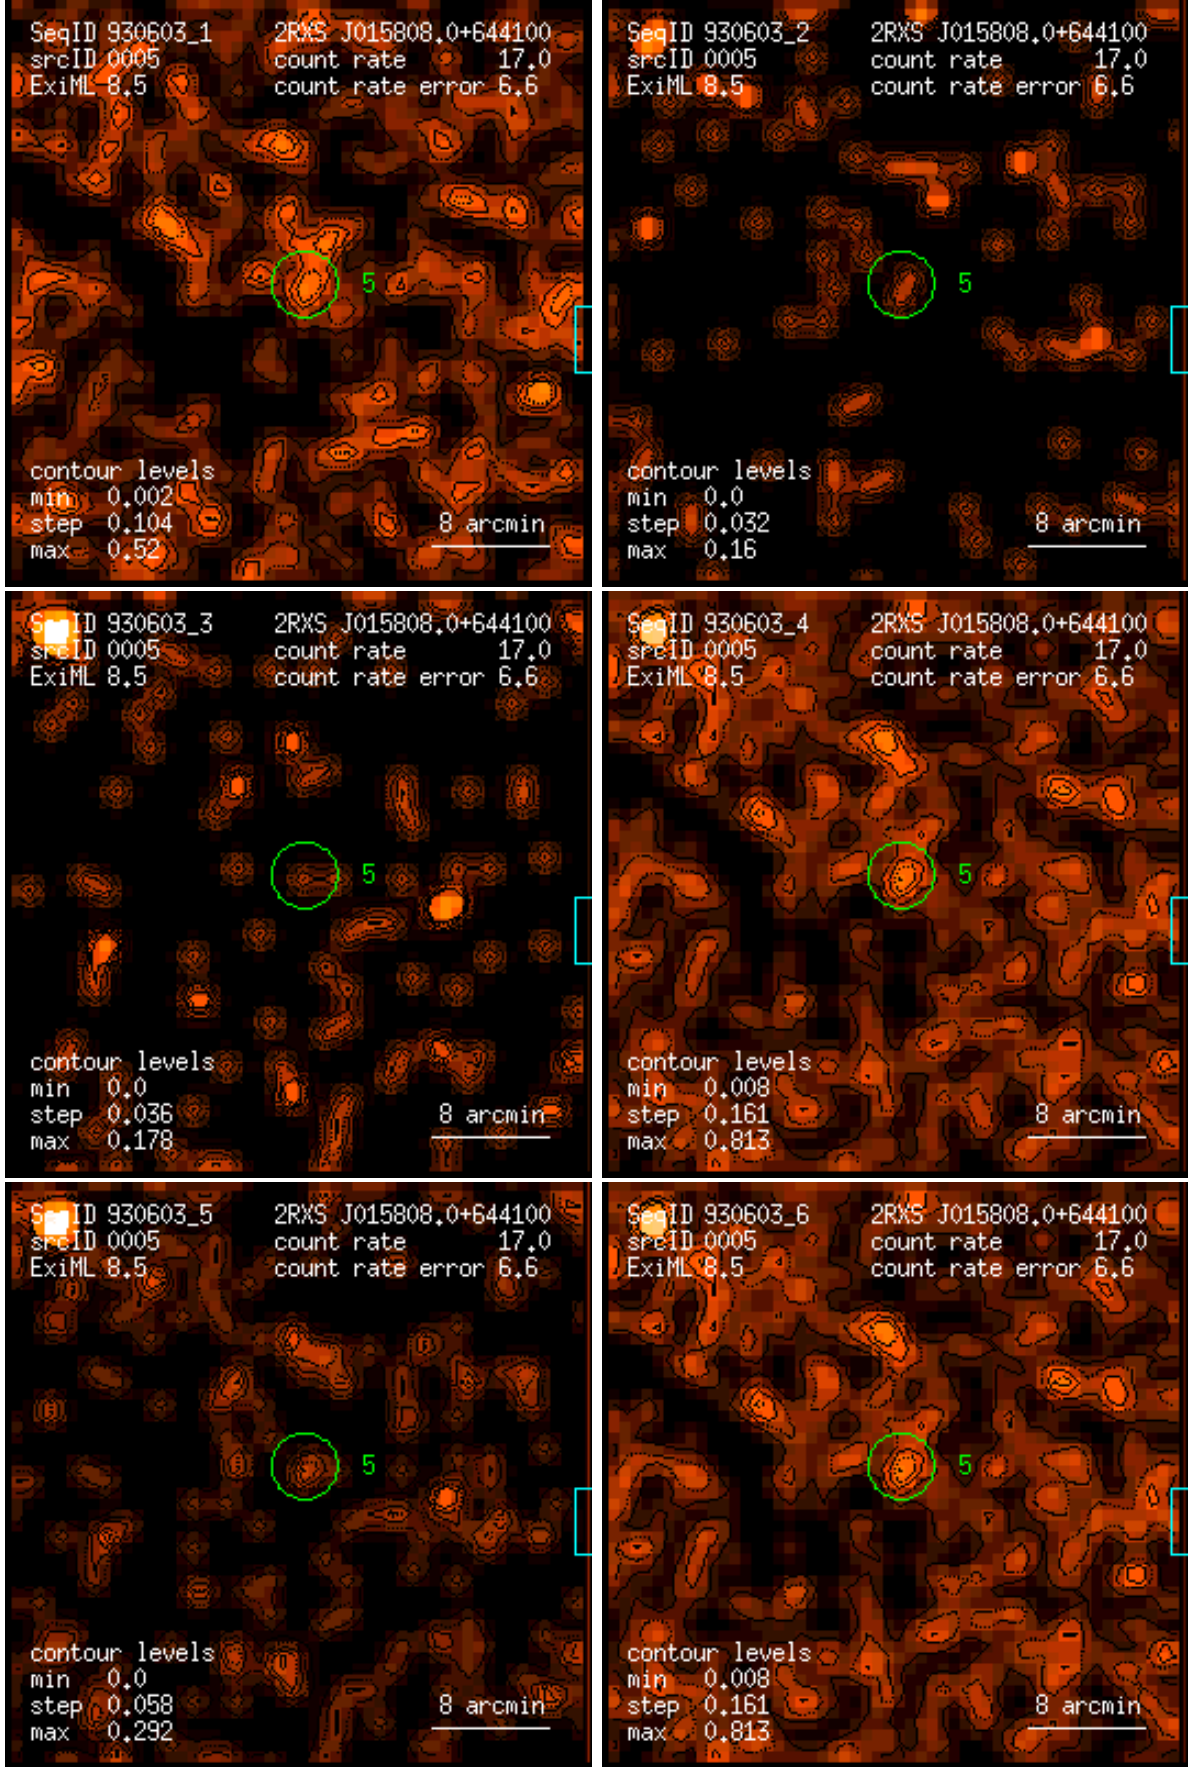 SeqID 930603_1 2RXS J015808.0+644100
srcID 0005 count rate 17.0
ExiML 8.5 count rate error 6.6
5
contour levels
min 0.002
step 0.104 8 arcmin
max 0.52
SeqID 930603_2 2RXS J015808.0+644100
srcID 0005 count rate 17.0
ExiML 8.5 count rate error 6.6
5
contour levels
min 0.0
step 0.032 8 arcmin
max 0.16
SeqID 930603_3 2RXS J015808.0+644100
srcID 0005 count rate 17.0
ExiML 8.5 count rate error 6.6
5
contour levels
min 0.0
step 0.036 8 arcmin
max 0.178
SeqID 930603_4 2RXS J015808.0+644100
srcID 0005 count rate 17.0
ExiML 8.5 count rate error 6.6
5
contour levels
min 0.008
step 0.161 8 arcmin
max 0.813
SeqID 930603_5 2RXS J015808.0+644100
srcID 0005 count rate 17.0
ExiML 8.5 count rate error 6.6
5
contour levels
min 0.0
step 0.058 8 arcmin
max 0.292
SeqID 930603_6 2RXS J015808.0+644100
srcID 0005 count rate 17.0
ExiML 8.5 count rate error 6.6
5
contour levels
min 0.008
step 0.161 8 arcmin
max 0.813